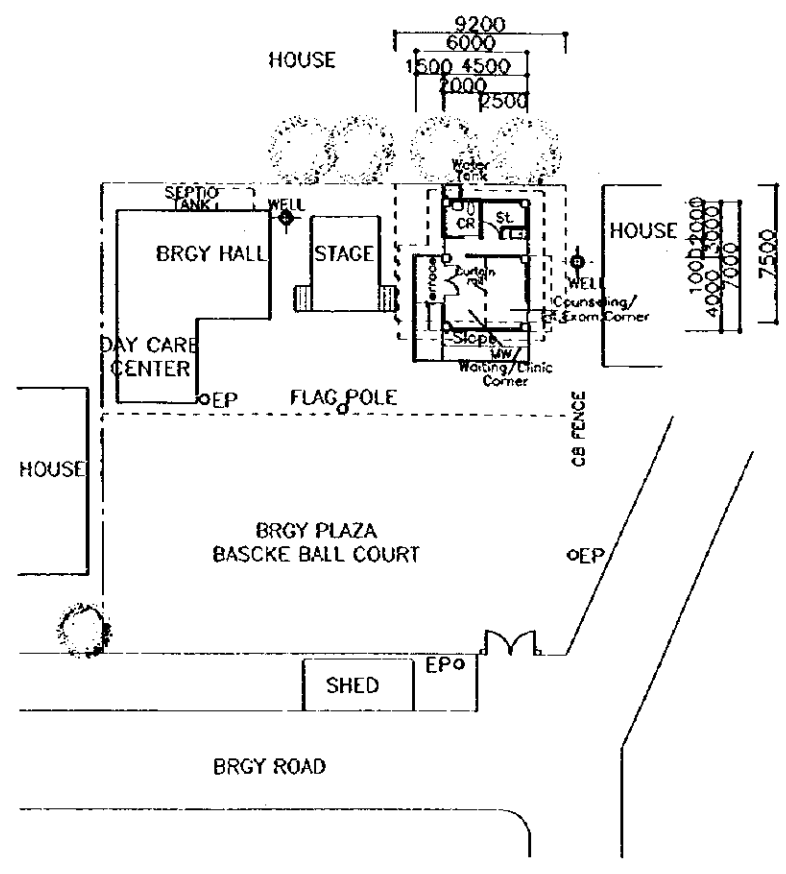 9200
6000
HOUSE
1500 4500
2000
2500
Water
Tank
SEPTIC
TANK
WELL
CR
St.
HOUSE
BRGY HALL
STAGE
Terrace
Curtain
WELL
Counseling/
Exam Corner
1000
2000
3000
4000
7000
7500
DAY CARE
CENTER
Slope
MW/
Waiting/Clinic
Corner
EP
FLAG POLE
CB FENCE
HOUSE
BRGY PLAZA
BASCKE BALL COURT
EP
EP
SHED
BRGY ROAD